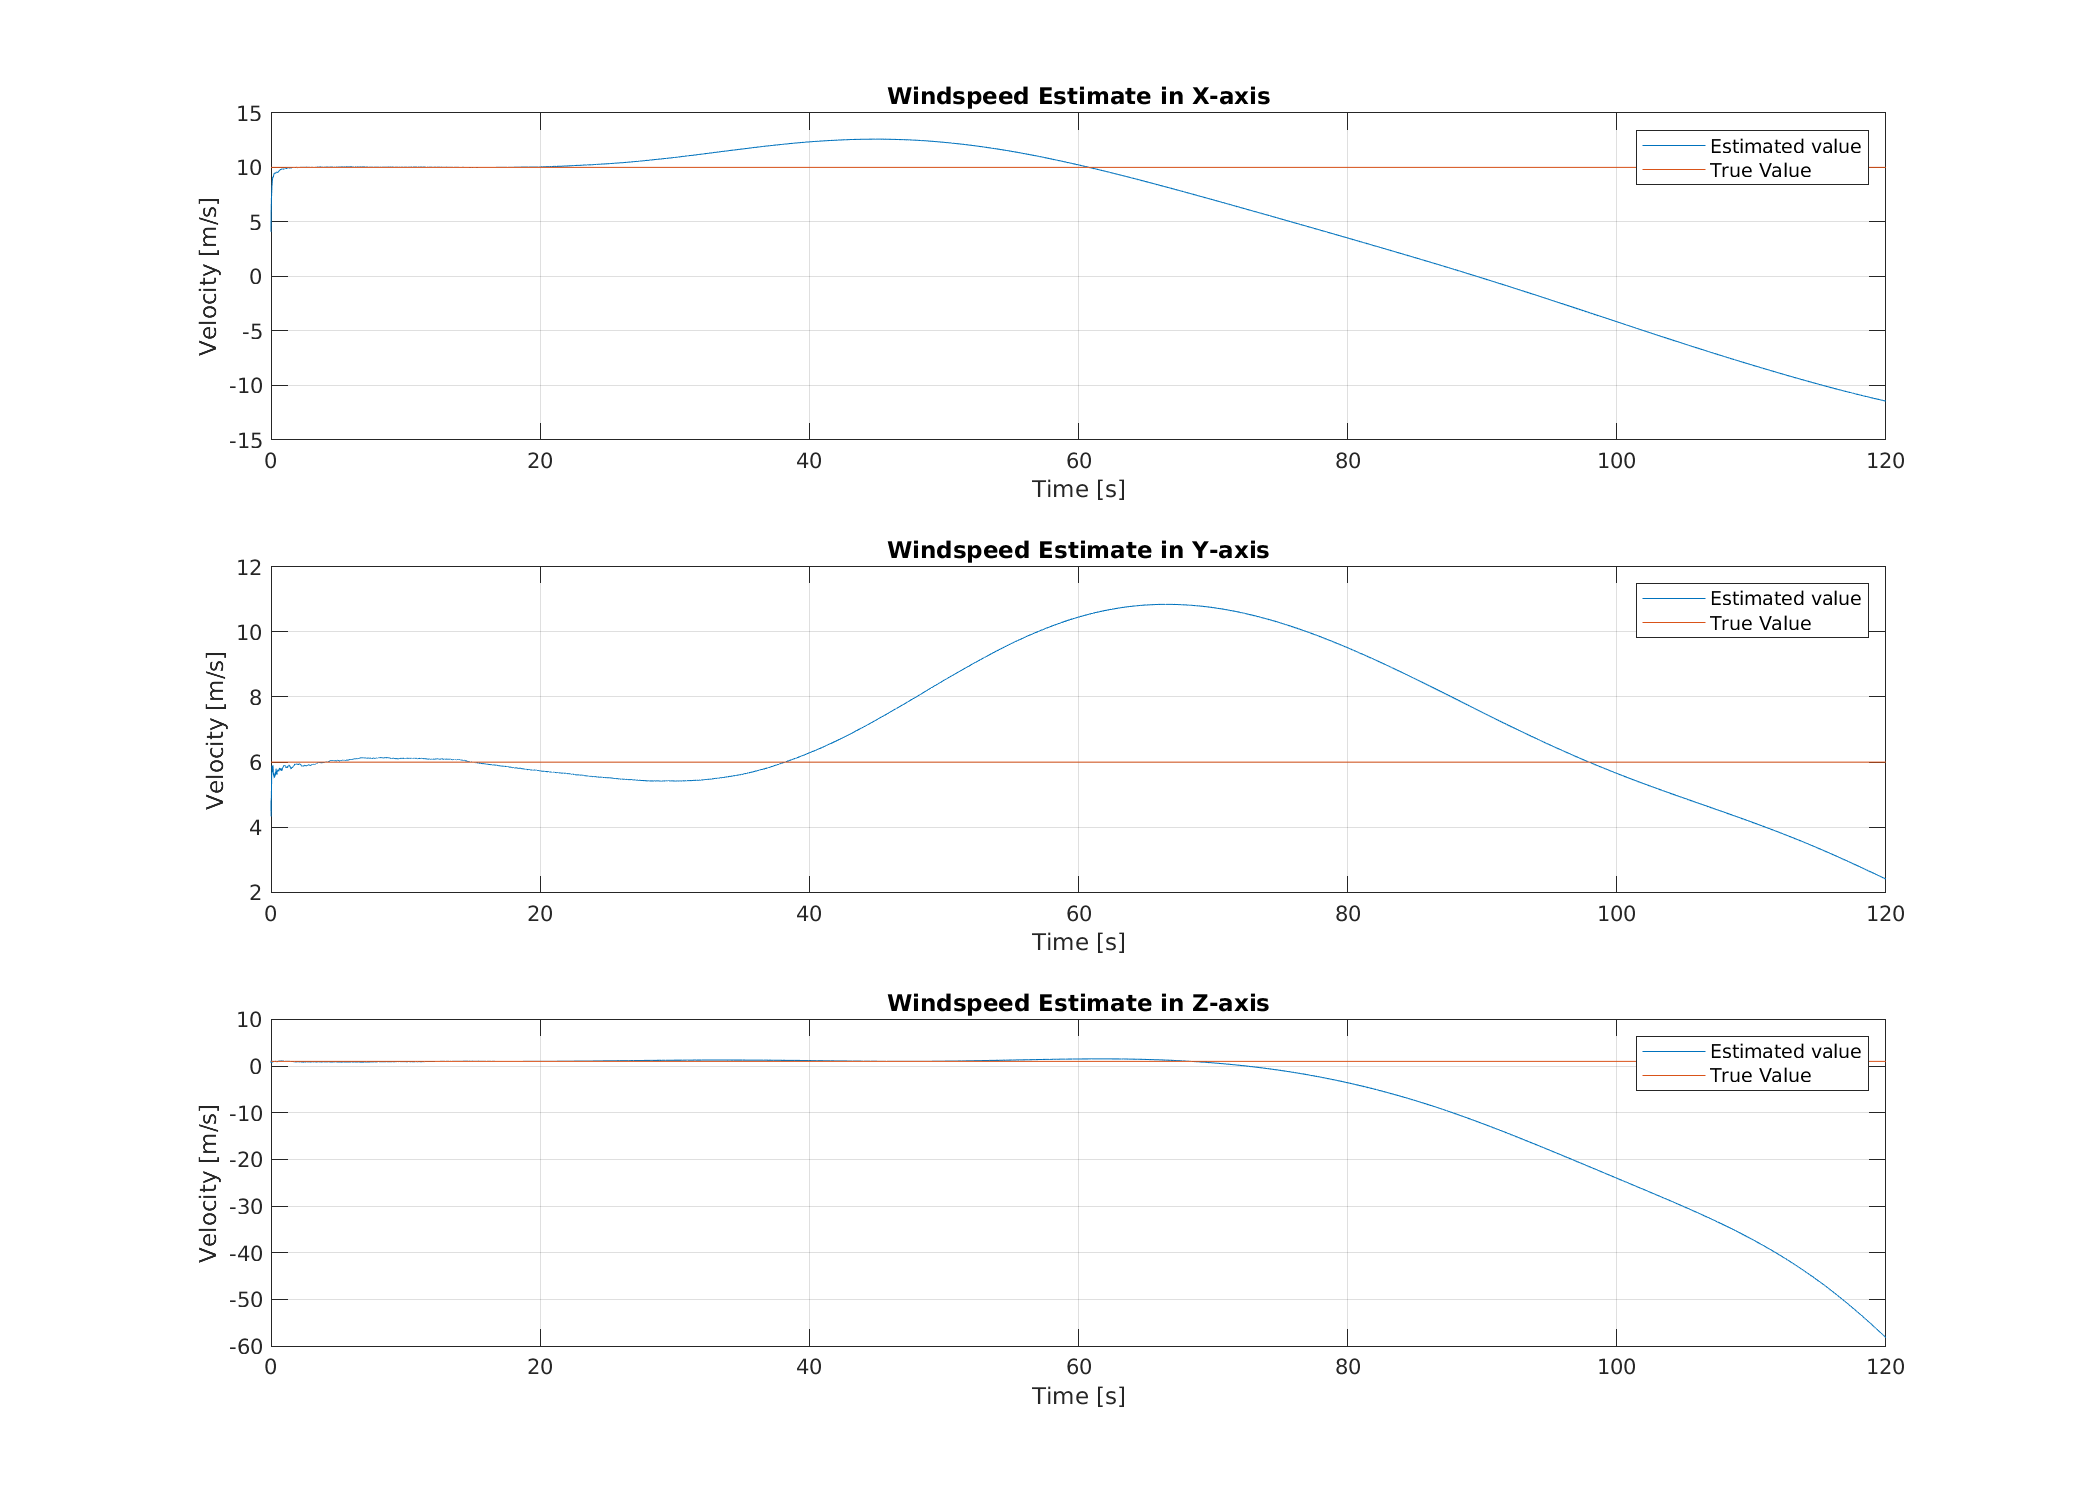 Windspeed Estimate in X-axis
15
10
5
0
-5
-10
-15
Velocity [m/s]
Estimated value
True Value
0 20 40 60 80 100 120
Time [s]
Windspeed Estimate in Y-axis
12
10
8
6
4
2
Velocity [m/s]
Estimated value
True Value
0 20 40 60 80 100 120
Time [s]
Windspeed Estimate in Z-axis
10
0
-10
-20
-30
-40
-50
-60
Velocity [m/s]
Estimated value
True Value
0 20 40 60 80 100 120
Time [s]